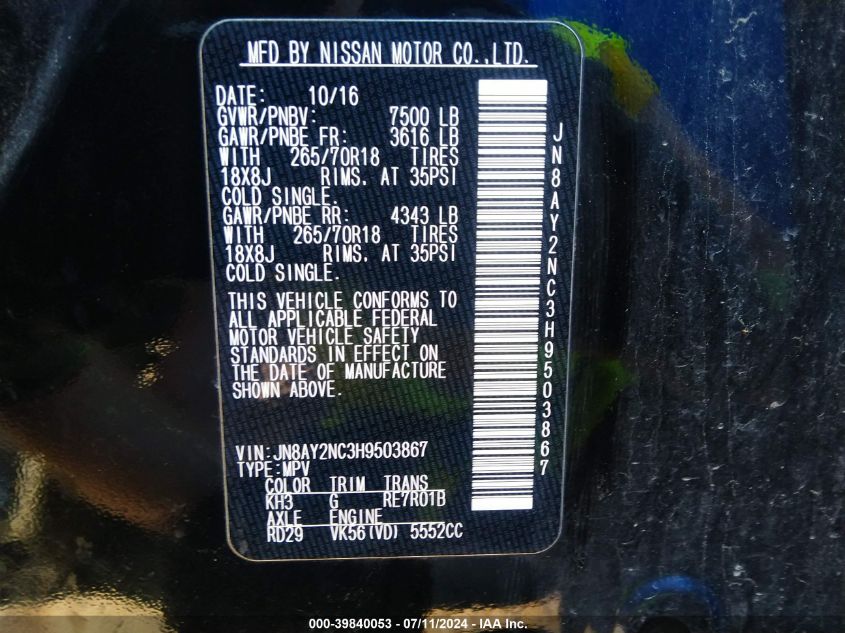 MFD BY NISSAN MOTOR CO.,LTD.
DATE: 10/16
GVWR/PNBV: 7500 LB
GAWR/PNBE FR: 3616 LB
WITH 265/70R18 TIRES
18X8J RIMS. AT 35PSI
COLD SINGLE.
GAWR/PNBE RR: 4343 LB
WITH 265/70R18 TIRES
18X8J RIMS. AT 35PSI
COLD SINGLE.
THIS VEHICLE CONFORMS TO
ALL APPLICABLE FEDERAL
MOTOR VEHICLE SAFETY
STANDARDS IN EFFECT ON
THE DATE OF MANUFACTURE
SHOWN ABOVE.
VIN:JN8AY2NC3H9503867
TYPE:MPV
COLOR TRIM TRANS
KH3 G RE7R01B
AXLE ENGINE
RD29 VK56(VD) 5552CC
JN8AY2NC3H9503867
000-39840053 - 07/11/2024 - IAA Inc.